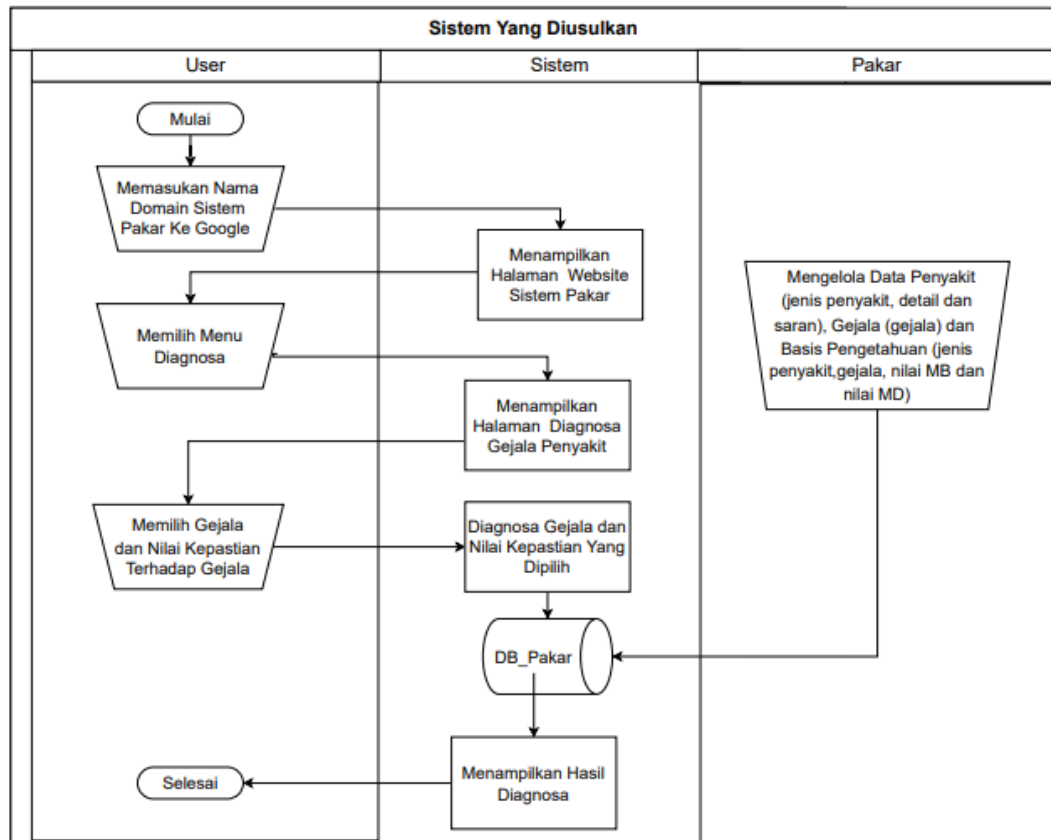 Sistem Yang Diusulkan
User
Sistem
Pakar
Mulai
Memasukan Nama
Domain Sistem
Pakar Ke Google
Menampilkan
Halaman Website
Sistem Pakar
Mengelola Data Penyakit
(jenis penyakit, detail dan
saran), Gejala (gejala) dan
Basis Pengetahuan (jenis
penyakit,gejala, nilai MB dan
nilai MD)
Memilih Menu
Diagnosa
Menampilkan
Halaman Diagnosa
Gejala Penyakit
Memilih Gejala
dan Nilai Kepastian
Terhadap Gejala
Diagnosa Gejala dan
Nilai Kepastian Yang
Dipilih
DB_Pakar
Menampilkan Hasil
Diagnosa
Selesai